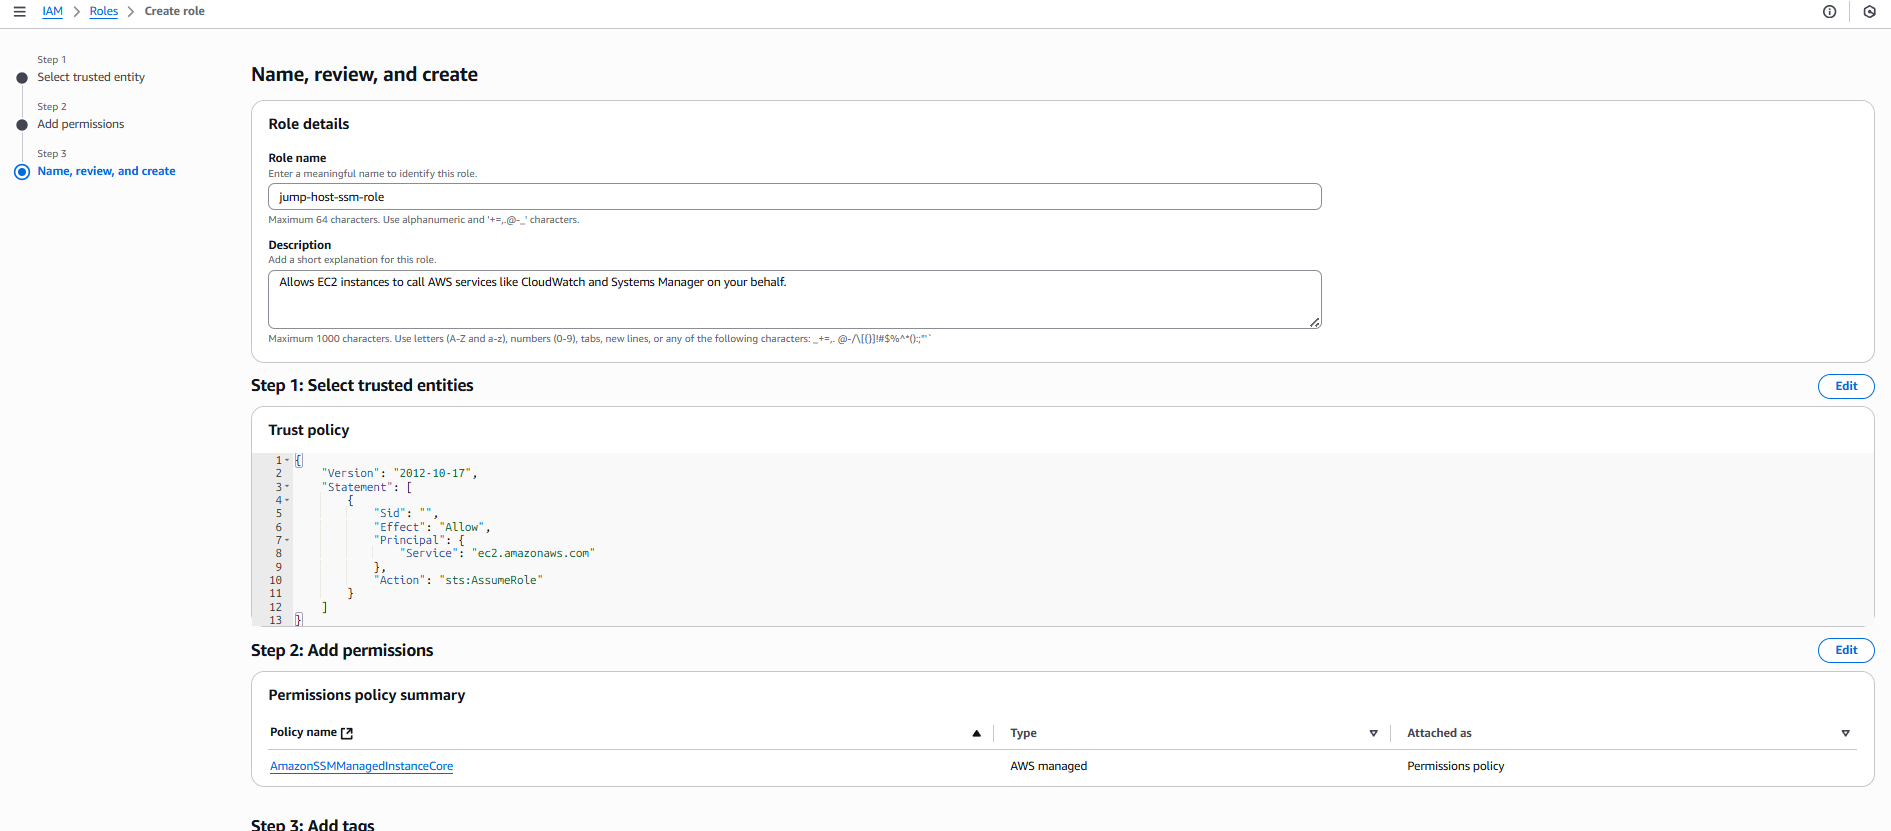 IAM > Roles > Create role
Step 1
Select trusted entity
Step 2
Add permissions
Step 3
Name, review, and create
Name, review, and create
Role details
Role name
Enter a meaningful name to identify this role.
jump-host-ssm-role
Maximum 64 characters. Use alphanumeric and '+=,.@-_' characters.
Description
Add a short explanation for this role.
Allows EC2 instances to call AWS services like CloudWatch and Systems Manager on your behalf.
Maximum 1000 characters. Use letters (A-Z and a-z), numbers (0-9), tabs, new lines, or any of the following characters: _+=,. @-/\[{}]!#$%^*();:"'`
Step 1: Select trusted entities
Edit
Trust policy
1 {
2     "Version": "2012-10-17",
3     "Statement": [
4         {
5             "Sid": "",
6             "Effect": "Allow",
7             "Principal": {
8                 "Service": "ec2.amazonaws.com"
9             },
10             "Action": "sts:AssumeRole"
11         }
12     ]
13 }
Step 2: Add permissions
Edit
Permissions policy summary
Policy name Type Attached as
AmazonSSMManagedInstanceCore AWS managed Permissions policy
Step 3: Add tags